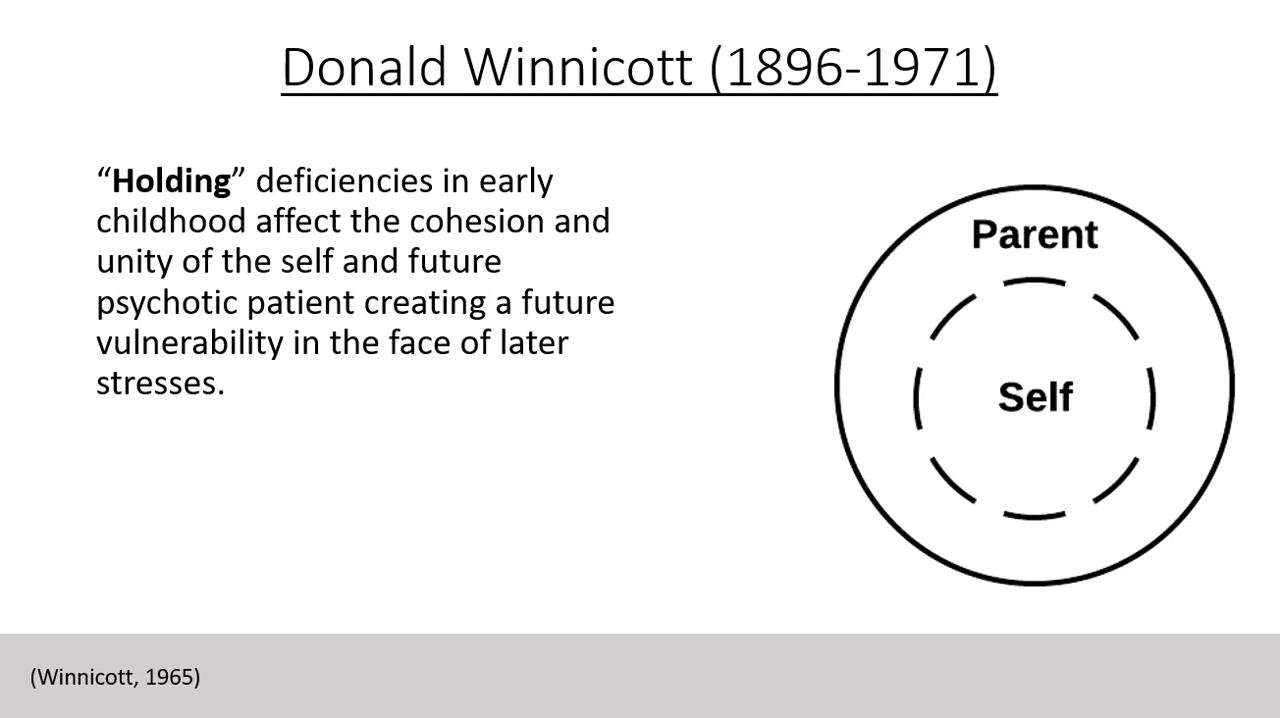 Donald Winnicott (1896-1971)
“Holding” deficiencies in early
childhood affect the cohesion and
unity of the self and future
psychotic patient creating a future
vulnerability in the face of later
stresses.
Parent
Self
(Winnicott, 1965)